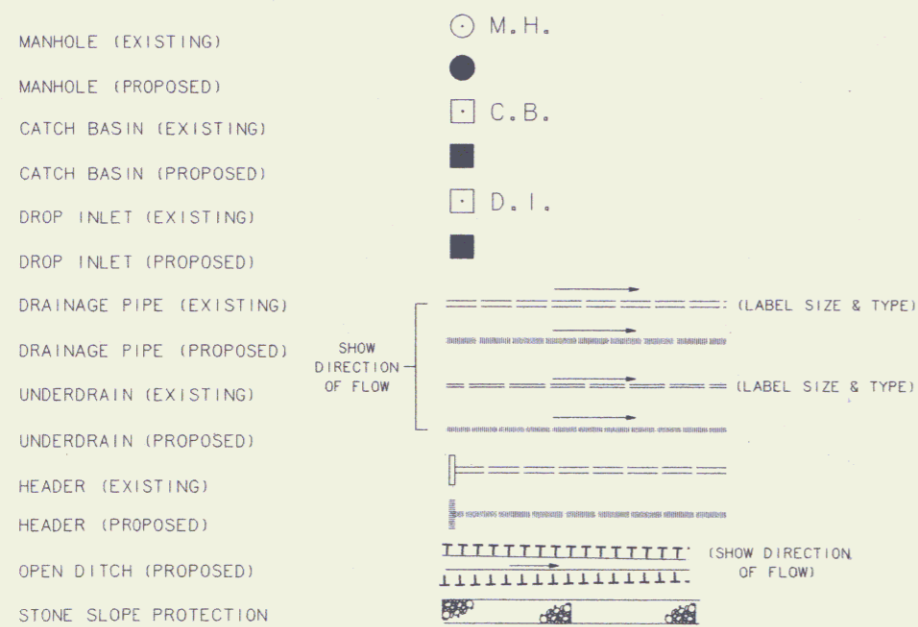 M.H.
MANHOLE (EXISTING)
MANHOLE (PROPOSED)
C.B.
CATCH BASIN (EXISTING)
CATCH BASIN (PROPOSED)
D.I.
DROP INLET (EXISTING)
DROP INLET (PROPOSED)
DRAINAGE PIPE (EXISTING)
(LABEL SIZE & TYPE)
DRAINAGE PIPE (PROPOSED)
SHOW
DIRECTION
OF FLOW
UNDERDRAIN (EXISTING)
(LABEL SIZE & TYPE)
UNDERDRAIN (PROPOSED)
HEADER (EXISTING)
HEADER (PROPOSED)
OPEN DITCH (PROPOSED)
(SHOW DIRECTION
OF FLOW)
STONE SLOPE PROTECTION